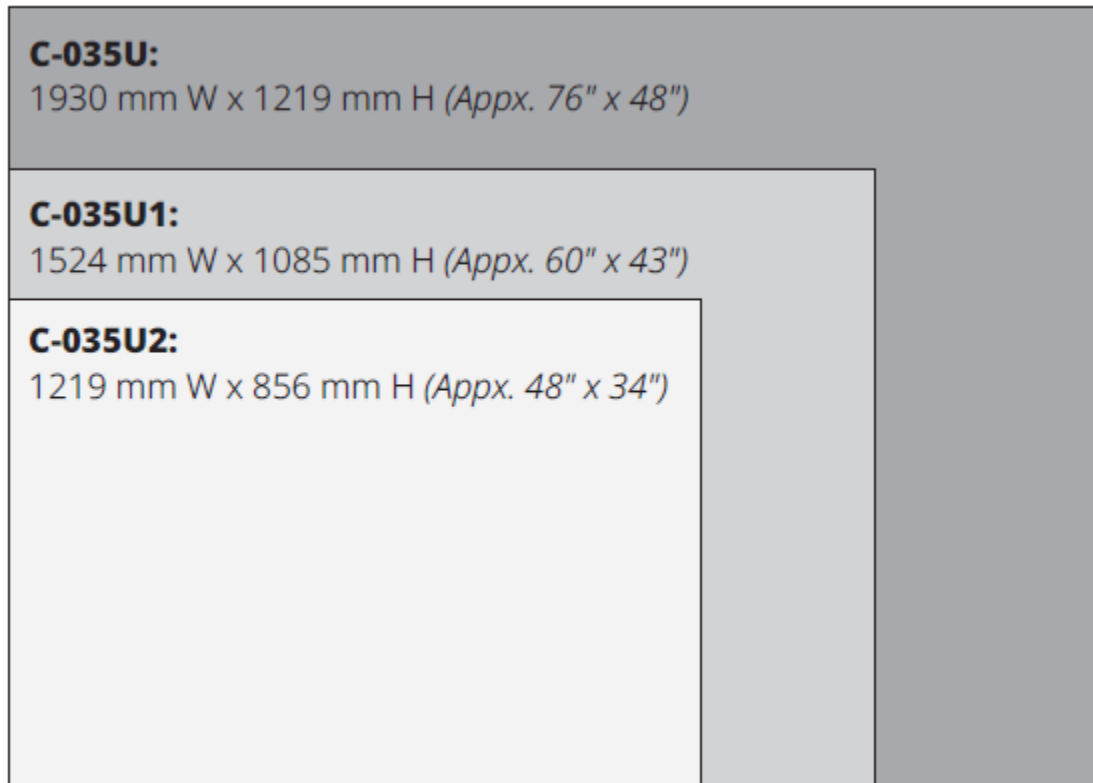 C-035U:
1930 mm W x 1219 mm H (Appx. 76" x 48")
C-035U1:
1524 mm W x 1085 mm H (Appx. 60" x 43")
C-035U2:
1219 mm W x 856 mm H (Appx. 48" x 34")